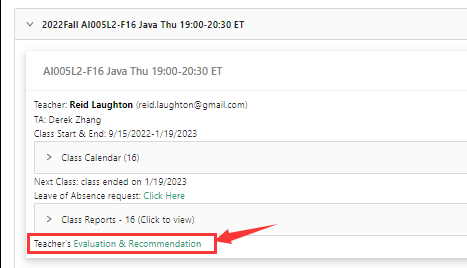 2022Fall AI005L2-F16 Java Thu 19:00-20:30 ET
AI005L2-F16 Java Thu 19:00-20:30 ET
Teacher: Reid Laughton (reid.laughton@gmail.com)
TA: Derek Zhang
Class Start & End: 9/15/2022-1/19/2023
Class Calendar (16)
Next Class: class ended on 1/19/2023
Leave of Absence request: Click Here
Class Reports - 16 (Click to view)
Teacher's Evaluation & Recommendation